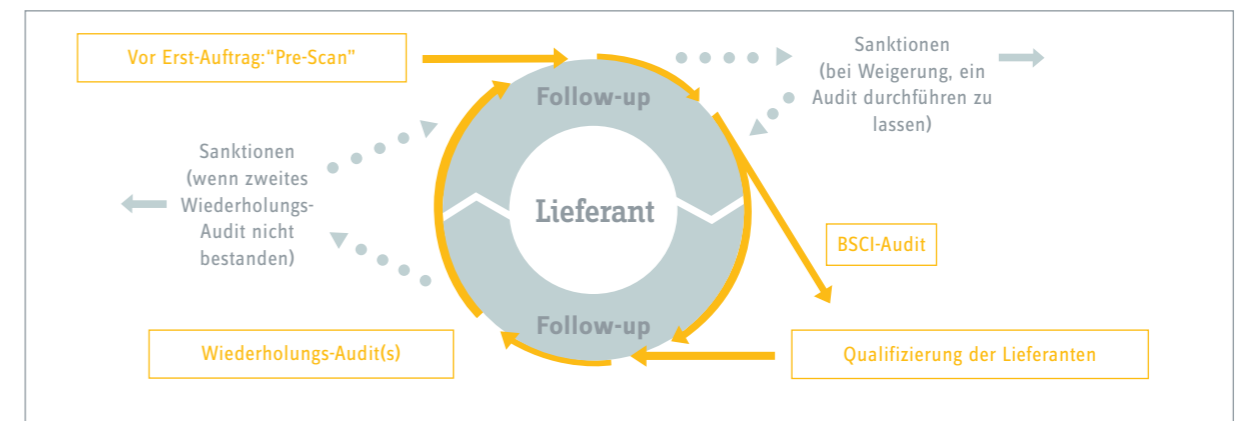 Vor Erst-Auftrag:“Pre-Scan”
Sanktionen
(bei Weigerung, ein
Audit durchführen zu
lassen)
Follow-up
Sanktionen
(wenn zweites
Wiederholungs-
Audit nicht
bestanden)
Lieferant
BSCI-Audit
Follow-up
Wiederholungs-Audit(s)
Qualifizierung der Lieferanten